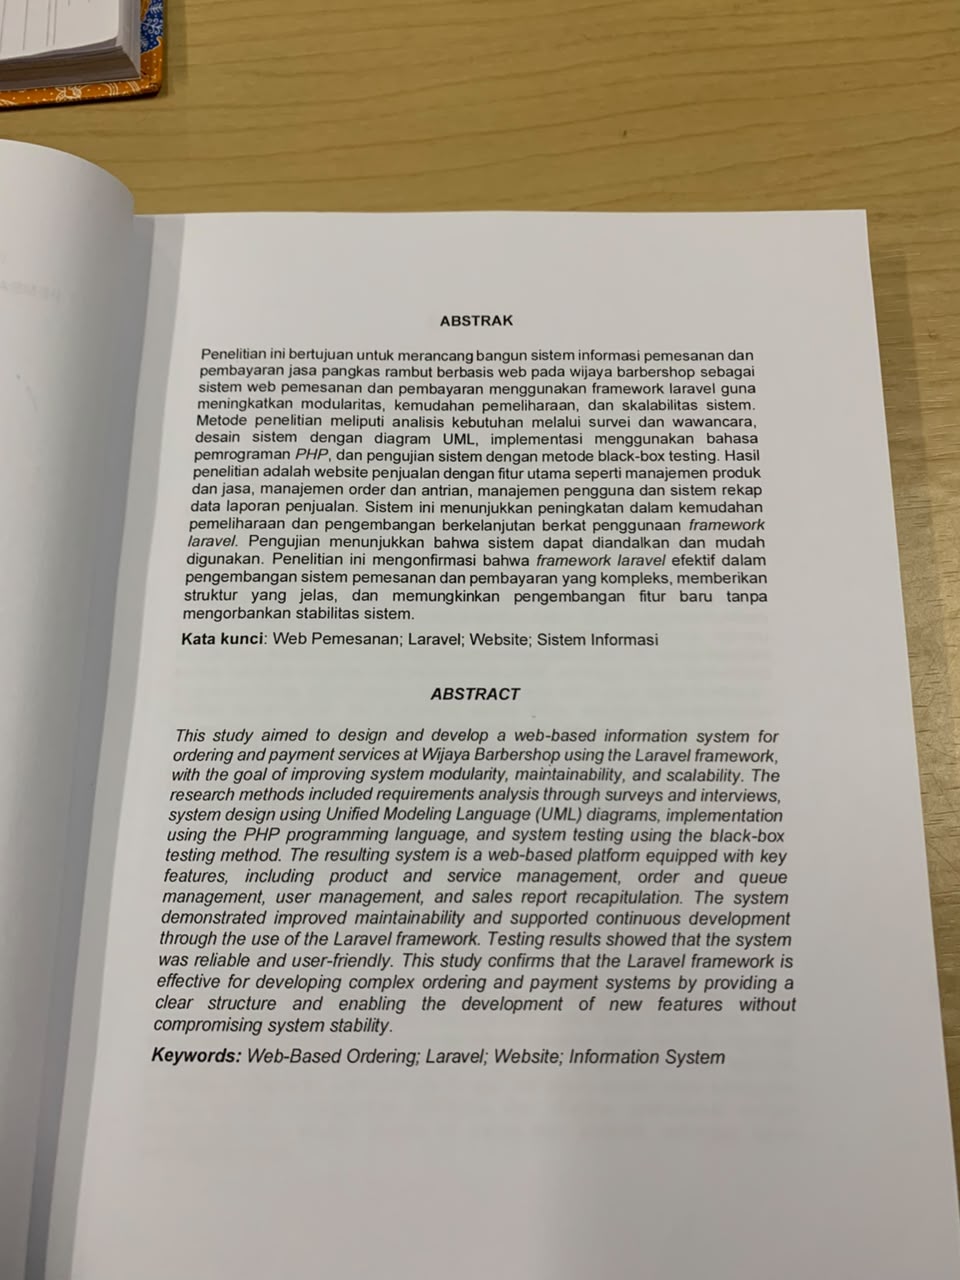 ABSTRAK
Penelitian ini bertujuan untuk merancang bangun sistem informasi pemesanan dan
pembayaran jasa pangkas rambut berbasis web pada wijaya barbershop sebagai
sistem web pemesanan dan pembayaran menggunakan framework laravel guna
meningkatkan modularitas, kemudahan pemeliharaan, dan skalabilitas sistem.
Metode penelitian meliputi analisis kebutuhan melalui survei dan wawancara,
desain sistem dengan diagram UML, implementasi menggunakan bahasa
pemrograman PHP, dan pengujian sistem dengan metode black-box testing. Hasil
penelitian adalah website penjualan dengan fitur utama seperti manajemen produk
dan jasa, manajemen order dan antrian, manajemen pengguna dan sistem rekap
data laporan penjualan. Sistem ini menunjukkan peningkatan dalam kemudahan
pemeliharaan dan pengembangan berkelanjutan berkat penggunaan framework
laravel. Pengujian menunjukkan bahwa sistem dapat diandalkan dan mudah
digunakan. Penelitian ini mengonfirmasi bahwa framework laravel efektif dalam
pengembangan sistem pemesanan dan pembayaran yang kompleks, memberikan
struktur yang jelas, dan memungkinkan pengembangan fitur baru tanpa
mengorbankan stabilitas sistem.
Kata kunci: Web Pemesanan; Laravel; Website; Sistem Informasi
ABSTRACT
This study aimed to design and develop a web-based information system for
ordering and payment services at Wijaya Barbershop using the Laravel framework,
with the goal of improving system modularity, maintainability, and scalability. The
research methods included requirements analysis through surveys and interviews,
system design using Unified Modeling Language (UML) diagrams, implementation
using the PHP programming language, and system testing using the black-box
testing method. The resulting system is a web-based platform equipped with key
features, including product and service management, order and queue
management, user management, and sales report recapitulation. The system
demonstrated improved maintainability and supported continuous development
through the use of the Laravel framework. Testing results showed that the system
was reliable and user-friendly. This study confirms that the Laravel framework is
effective for developing complex ordering and payment systems by providing a
clear structure and enabling the development of new features without
compromising system stability.
Keywords: Web-Based Ordering; Laravel; Website; Information System